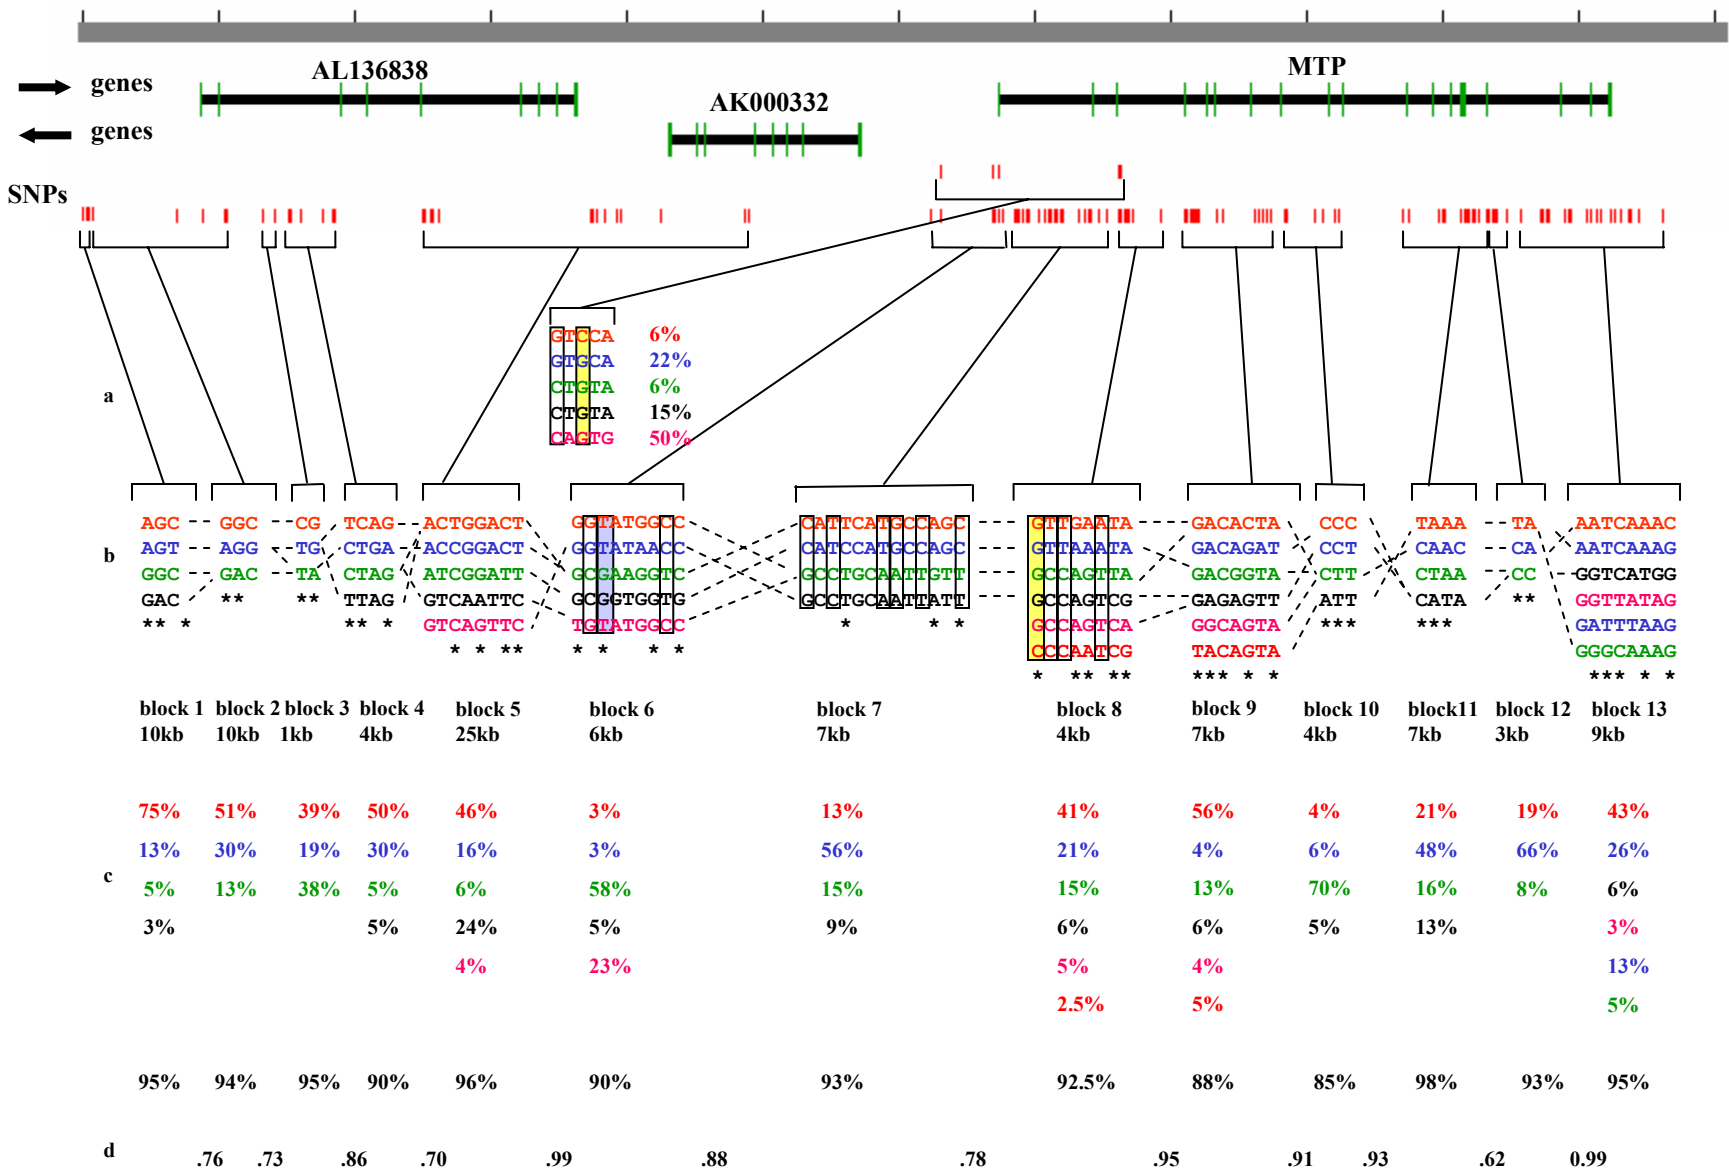 AL136838
MTP
genes
AK000332
genes
SNPs
a
GTCCA 6%
GTGCA 22%
CTGTA 6%
CTGTA 15%
CAGTG 50%
b
AGC GGC CG TCAG ACTGGACT GGTATGGCC CATTCATGCCAGC GTTGAATA GACACTA CCC TAAA TA AATCAAAC
AGT AGG TG CTGA ACCGGACT GGTATAACC CATCCATGCCAGC GTTAAATA GACAGAT CCT CAAC CA AATCAAAG
GGC GAC TA CTAG ATCGGATT GCGAAGGTC GCCTGCAATTGTT GCCAGTTA GACGGTA CTT CTAA CC GGTCATGG
GAC ** ** TTAG GTCAATTC GCGGTGGTG GCCTGCAATTATT GCCAGTCG GAGAGTT ATT CATA ** GGTTATAG
** * ** * GTCAGTTC TGTATGGCC * * * GCCAGTCA GGCAGTA *** *** GATTTAAG
* * ** * * * * CCCAATCG TACAGTA GGGCAAAG
* ** ** *** * * *** * *
block 1 block 2 block 3 block 4 block 5 block 6 block 7 block 8 block 9 block 10 block11 block 12 block 13
10kb 10kb 1kb 4kb 25kb 6kb 7kb 4kb 7kb 4kb 7kb 3kb 9kb
75% 51% 39% 50% 46% 3% 13% 41% 56% 4% 21% 19% 43%
13% 30% 19% 30% 16% 3% 56% 21% 4% 6% 48% 66% 26%
c
5% 13% 38% 5% 6% 58% 15% 15% 13% 70% 16% 8% 6%
3% 5% 24% 5% 9% 6% 6% 5% 13% 3%
4% 23% 5% 4% 13%
2.5% 5% 5%
95% 94% 95% 90% 96% 90% 93% 92.5% 88% 85% 98% 93% 95%
d
.76 .73 .86 .70 .99 .88 .78 .95 .91 .93 .62 0.99